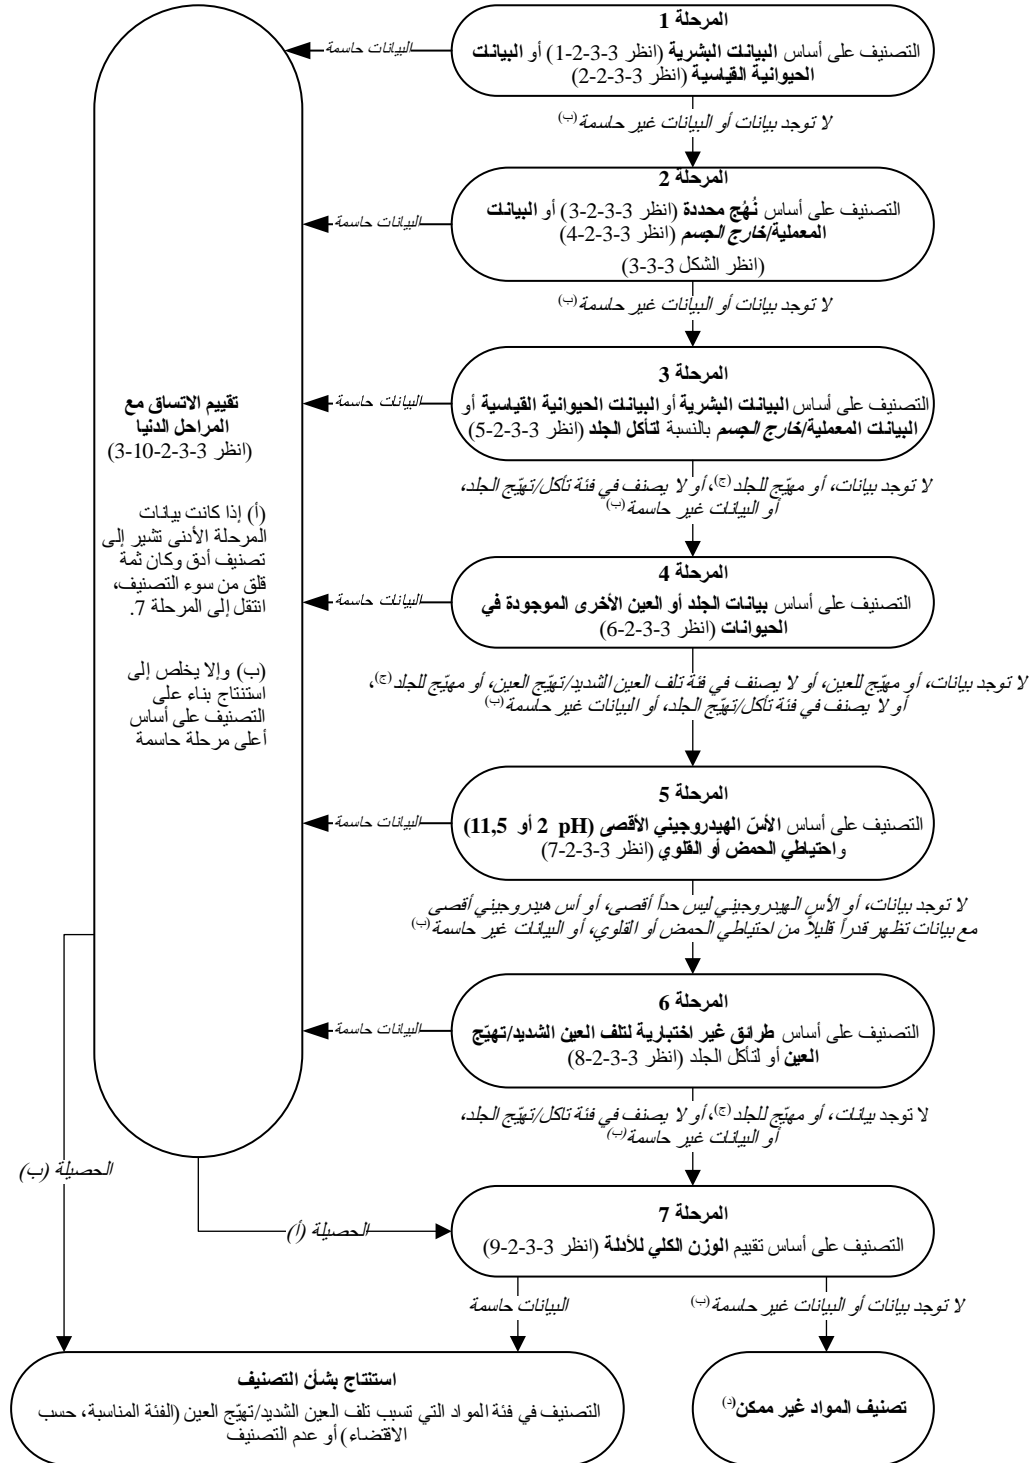 المرحلة 1
التصنيف على أساس البيانات البشرية (انظر 3-3-2-1) أو البيانات
الحيوانية القياسية (انظر 3-3-2-2)
البيانات حاسمة
لا توجد بيانات أو البيانات غير حاسمة(ب)
المرحلة 2
التصنيف على أساس نُهُج محددة (انظر 3-3-2-3) أو البيانات
المعملية/خارج الجسم (انظر 3-3-2-4)
(انظر الشكل 3-3-3)
البيانات حاسمة
لا توجد بيانات أو البيانات غير حاسمة(ب)
المرحلة 3
التصنيف على أساس البيانات البشرية أو البيانات الحيوانية القياسية أو
البيانات المعملية/خارج الجسم بالنسبة لتأكل الجلد (انظر 3-3-2-5)
البيانات حاسمة
لا توجد بيانات، أو مهيّج للجلد(ج)، أو لا يصنف في فئة تأكل/تهيّج الجلد،
أو البيانات غير حاسمة(ب)
المرحلة 4
التصنيف على أساس بيانات الجلد أو العين الأخرى الموجودة في
الحيوانات (انظر 3-3-2-6)
البيانات حاسمة
لا توجد بيانات، أو مهيّج للعين، أو لا يصنف في فئة تلف العين الشديد/تهيّج العين، أو مهيّج للجلد(ج)،
أو لا يصنف في فئة تأكل/تهيّج الجلد، أو البيانات غير حاسمة(ب)
المرحلة 5
التصنيف على أساس الأسّ الهيدروجيني الأقصى (pH 2 أو 11,5)
واحتياطي الحمض أو القلوي (انظر 3-3-2-7)
البيانات حاسمة
لا توجد بيانات، أو الأس الهيدروجيني ليس حداً أقصى، أو أس هيدروجيني أقصى
مع بيانات تظهر قدراً قليلاً من احتياطي الحمض أو القلوي، أو البيانات غير حاسمة(ب)
المرحلة 6
التصنيف على أساس طرائق غير اختبارية لتلف العين الشديد/تهيّج
العين أو لتأكل الجلد (انظر 3-3-2-8)
البيانات حاسمة
لا توجد بيانات، أو مهيّج للجلد(ج)، أو لا يصنف في فئة تاكل/تهيّج الجلد،
أو البيانات غير حاسمة(ب)
المرحلة 7
التصنيف على أساس تقييم الوزن الكلي للأدلة (انظر 3-3-2-9)
تقييم الاتساق مع
المراحل الدنيا
(انظر 3-3-2-10-3)
(أ) إذا كانت بيانات
المرحلة الأدنى تشير إلى
تصنيف أدق وكان ثمة
قلق من سوء التصنيف،
انتقل إلى المرحلة 7.
(ب) وإلا يخلص إلى
استنتاج بناء على
التصنيف على أساس
أعلى مرحلة حاسمة
الحصيلة (أ)
الحصيلة (ب)
لا توجد بيانات أو البيانات غير حاسمة(ب)
البيانات حاسمة
تصنيف المواد غير ممكن(د)
استنتاج بشأن التصنيف
التصنيف في فئة المواد التي تسبب تلف العين الشديد/تهيّج العين (الفئة المناسبة، حسب
الاقتضاء) أو عدم التصنيف